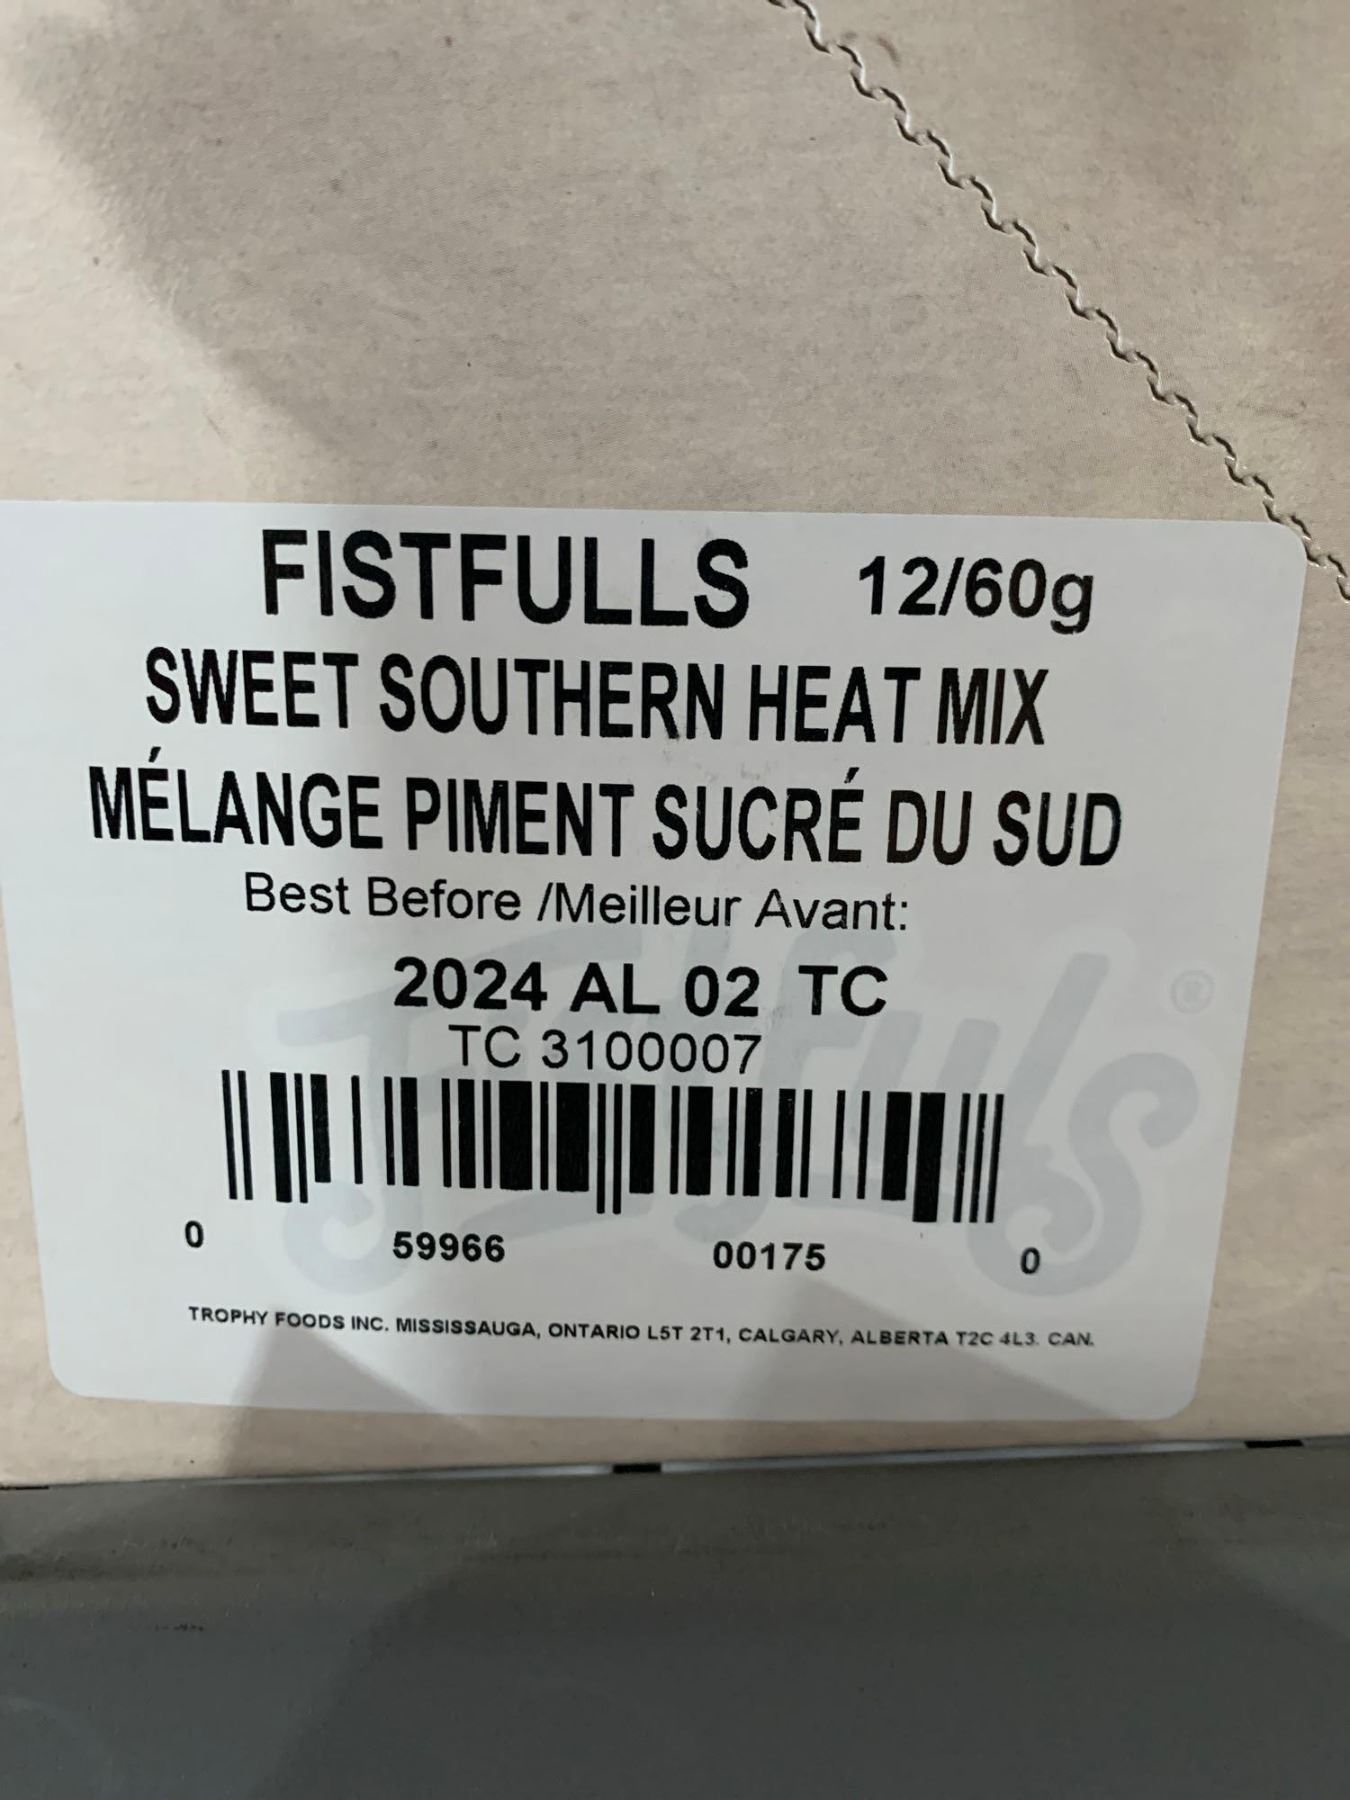 FISTFULLS 12/60g
SWEET SOUTHERN HEAT MIX
MÉLANGE PIMENT SUCRÉ DU SUD
Best Before /Meilleur Avant:
2024 AL 02 TC
TC 3100007
0 59966 00175 0
TROPHY FOODS INC. MISSISSAUGA, ONTARIO L5T 2T1, CALGARY, ALBERTA T2C 4L3. CAN.